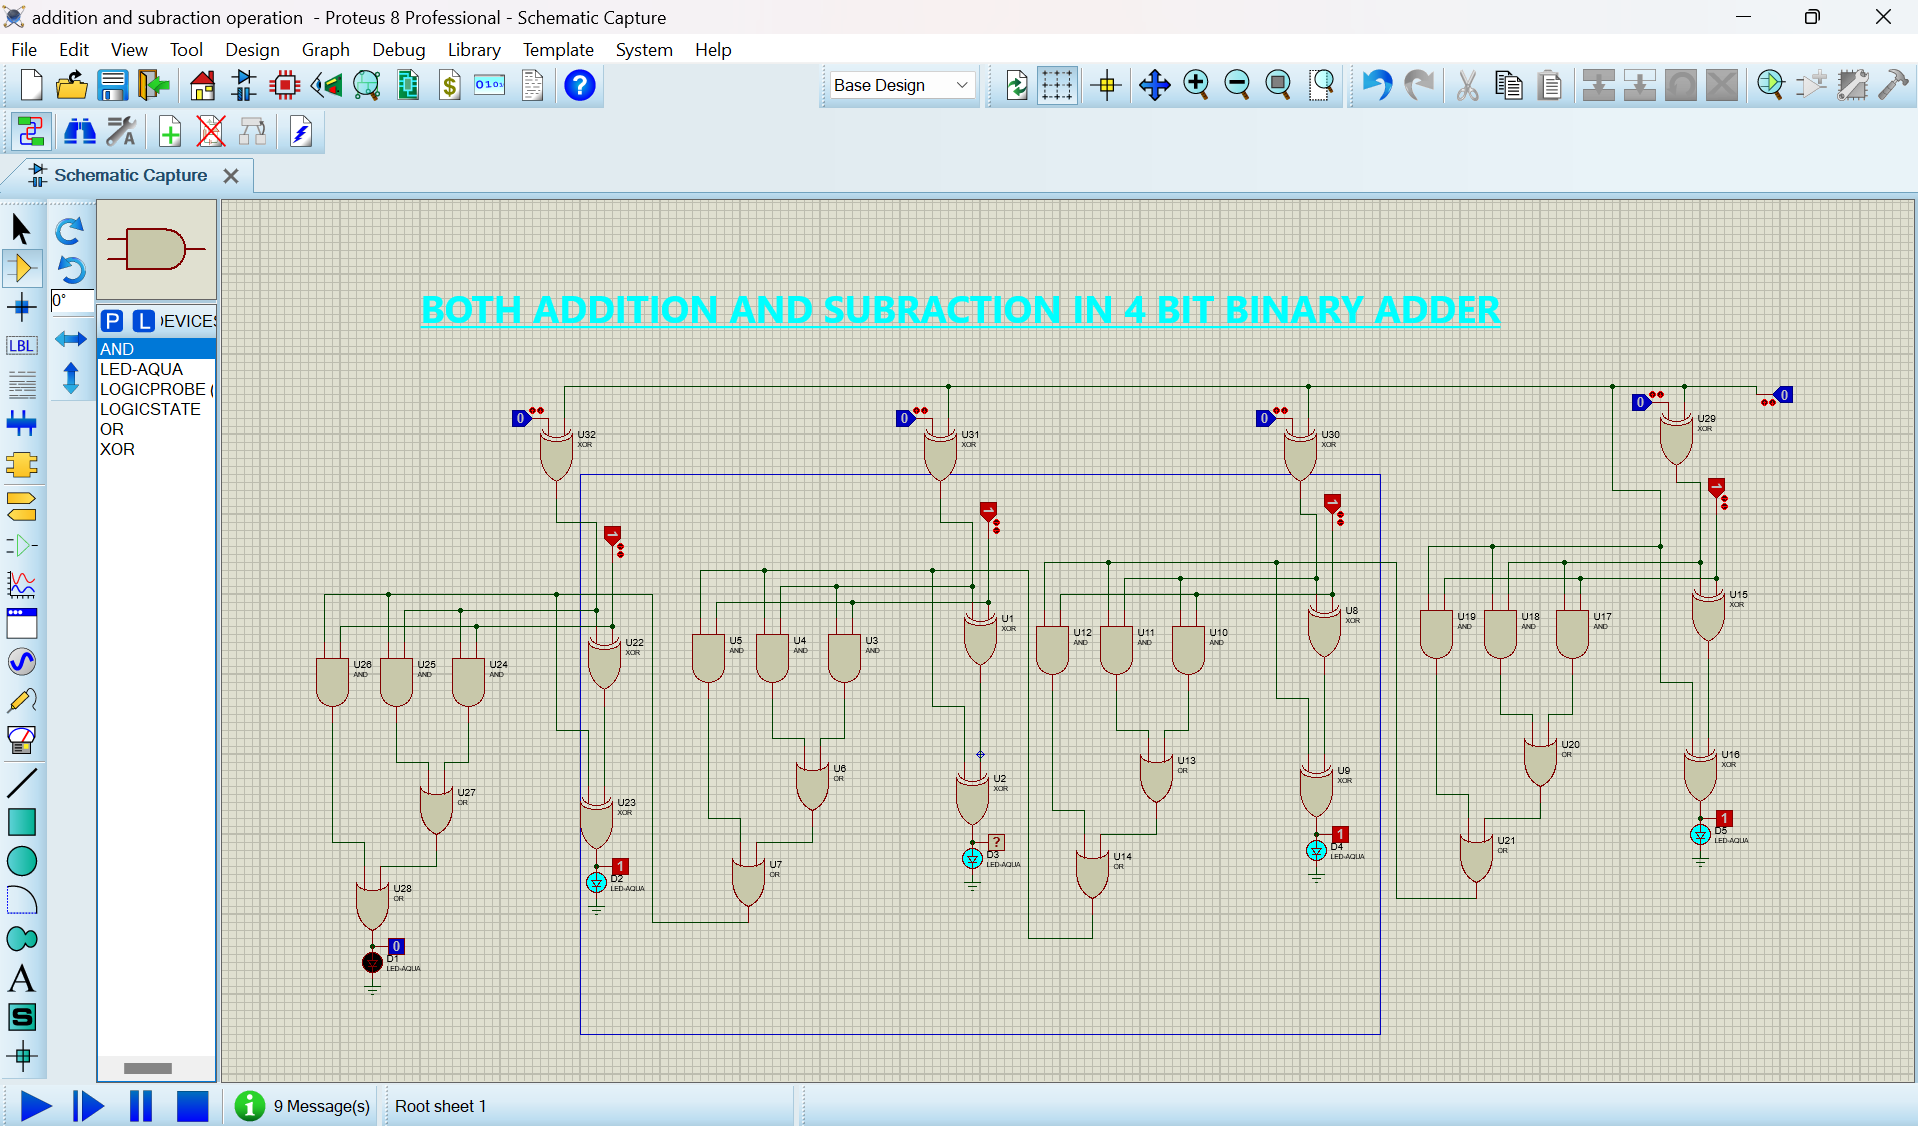 addition and subraction operation - Proteus 8 Professional - Schematic Capture
File Edit View Tool Design Graph Debug Library Template System Help
$ 0101 ? Base Design
Schematic Capture
0°
LBL
A
S
P L DEVICES
AND
LED-AQUA
LOGICPROBE (
LOGICSTATE
OR
XOR
BOTH ADDITION AND SUBRACTION IN 4 BIT BINARY ADDER
0 U32 XOR
0 U31 XOR
0 U30 XOR
0 U29 XOR
0
1 1 1 1
U26 AND
U25 AND
U24 AND
U22 XOR
U5 AND
U4 AND
U3 AND
U1 XOR
U12 AND
U11 AND
U10 AND
U8 XOR
U19 AND
U18 AND
U17 AND
U15 XOR
U27 OR
U23 XOR
U6 OR
U2 XOR
U13 OR
U9 XOR
U20 OR
U16 XOR
U28 OR
U7 OR
U14 OR
U21 OR
1 D2 LED-AQUA
? D3 LED-AQUA
1 D4 LED-AQUA
1 D5 LED-AQUA
0 D1 LED-AQUA
9 Message(s) Root sheet 1